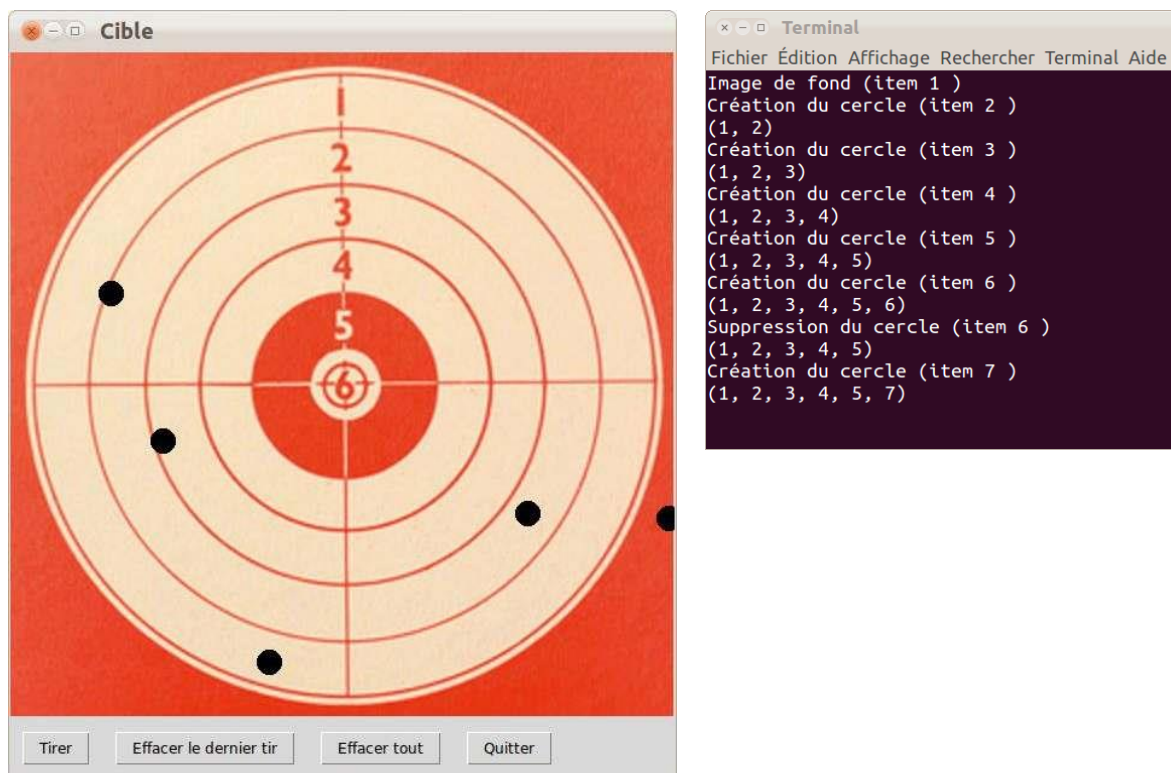 Cible
1
2
3
4
5
6
Tirer
Effacer le dernier tir
Effacer tout
Quitter
Terminal
Fichier Édition Affichage Rechercher Terminal Aide
Image de fond (item 1 )
Création du cercle (item 2 )
(1, 2)
Création du cercle (item 3 )
(1, 2, 3)
Création du cercle (item 4 )
(1, 2, 3, 4)
Création du cercle (item 5 )
(1, 2, 3, 4, 5)
Création du cercle (item 6 )
(1, 2, 3, 4, 5, 6)
Suppression du cercle (item 6 )
(1, 2, 3, 4, 5)
Création du cercle (item 7 )
(1, 2, 3, 4, 5, 7)